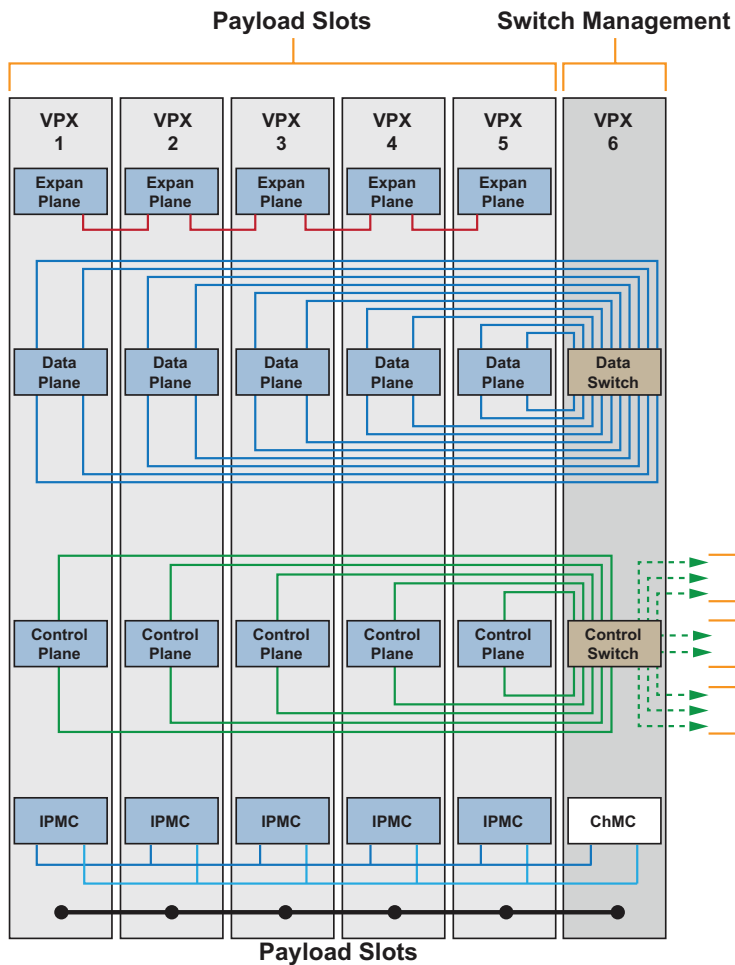 Payload Slots
Switch Management
VPX
1
VPX
2
VPX
3
VPX
4
VPX
5
VPX
6
Expan
Plane
Expan
Plane
Expan
Plane
Expan
Plane
Expan
Plane
Data
Plane
Data
Plane
Data
Plane
Data
Plane
Data
Plane
Data
Switch
Control
Plane
Control
Plane
Control
Plane
Control
Plane
Control
Plane
Control
Switch
IPMC
IPMC
IPMC
IPMC
IPMC
ChMC
Payload Slots